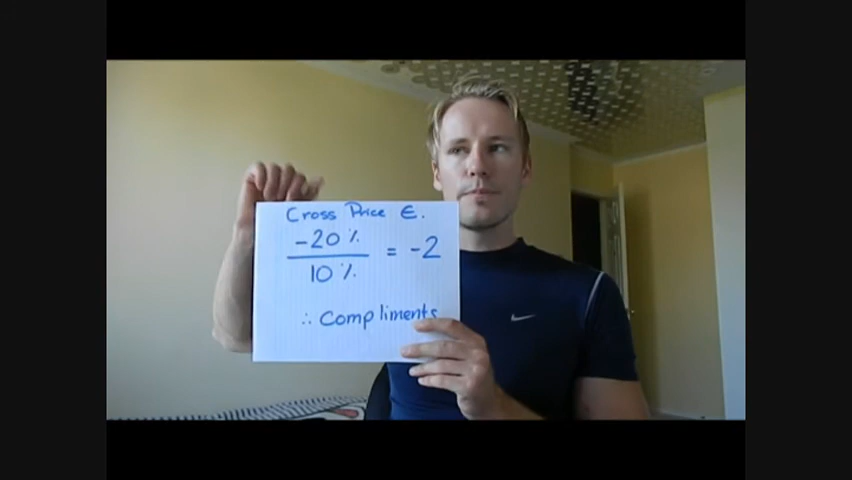 Cross Price E.
-20%
10%
= -2
∴ Compliments